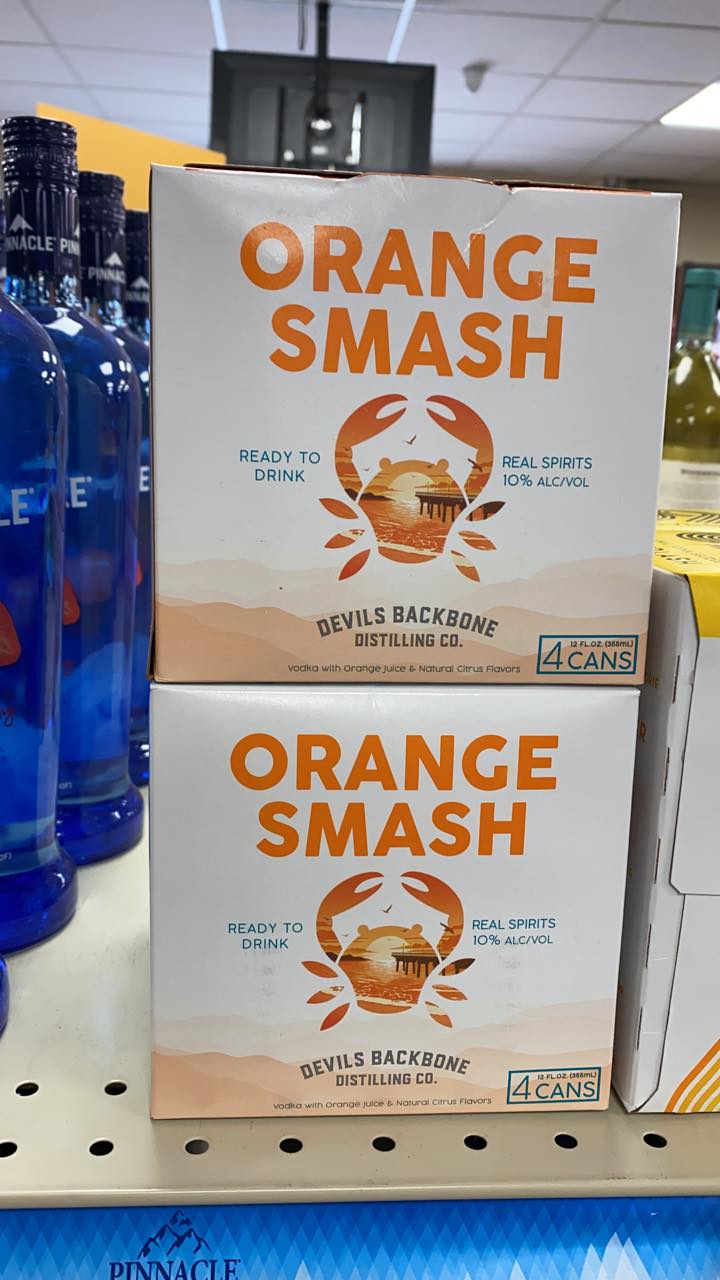 PINNACLE
PINNACLE
ORANGE
SMASH
READY TO
DRINK
REAL SPIRITS
10% ALC/VOL
DEVILS BACKBONE
DISTILLING CO.
Vodka with Orange Juice & Natural Citrus Flavors
12 FL.OZ. (355mL)
4 CANS
ORANGE
SMASH
READY TO
DRINK
REAL SPIRITS
10% ALC/VOL
DEVILS BACKBONE
DISTILLING CO.
Vodka with Orange Juice & Natural Citrus Flavors
12 FL.OZ. (355mL)
4 CANS
PINNACLE